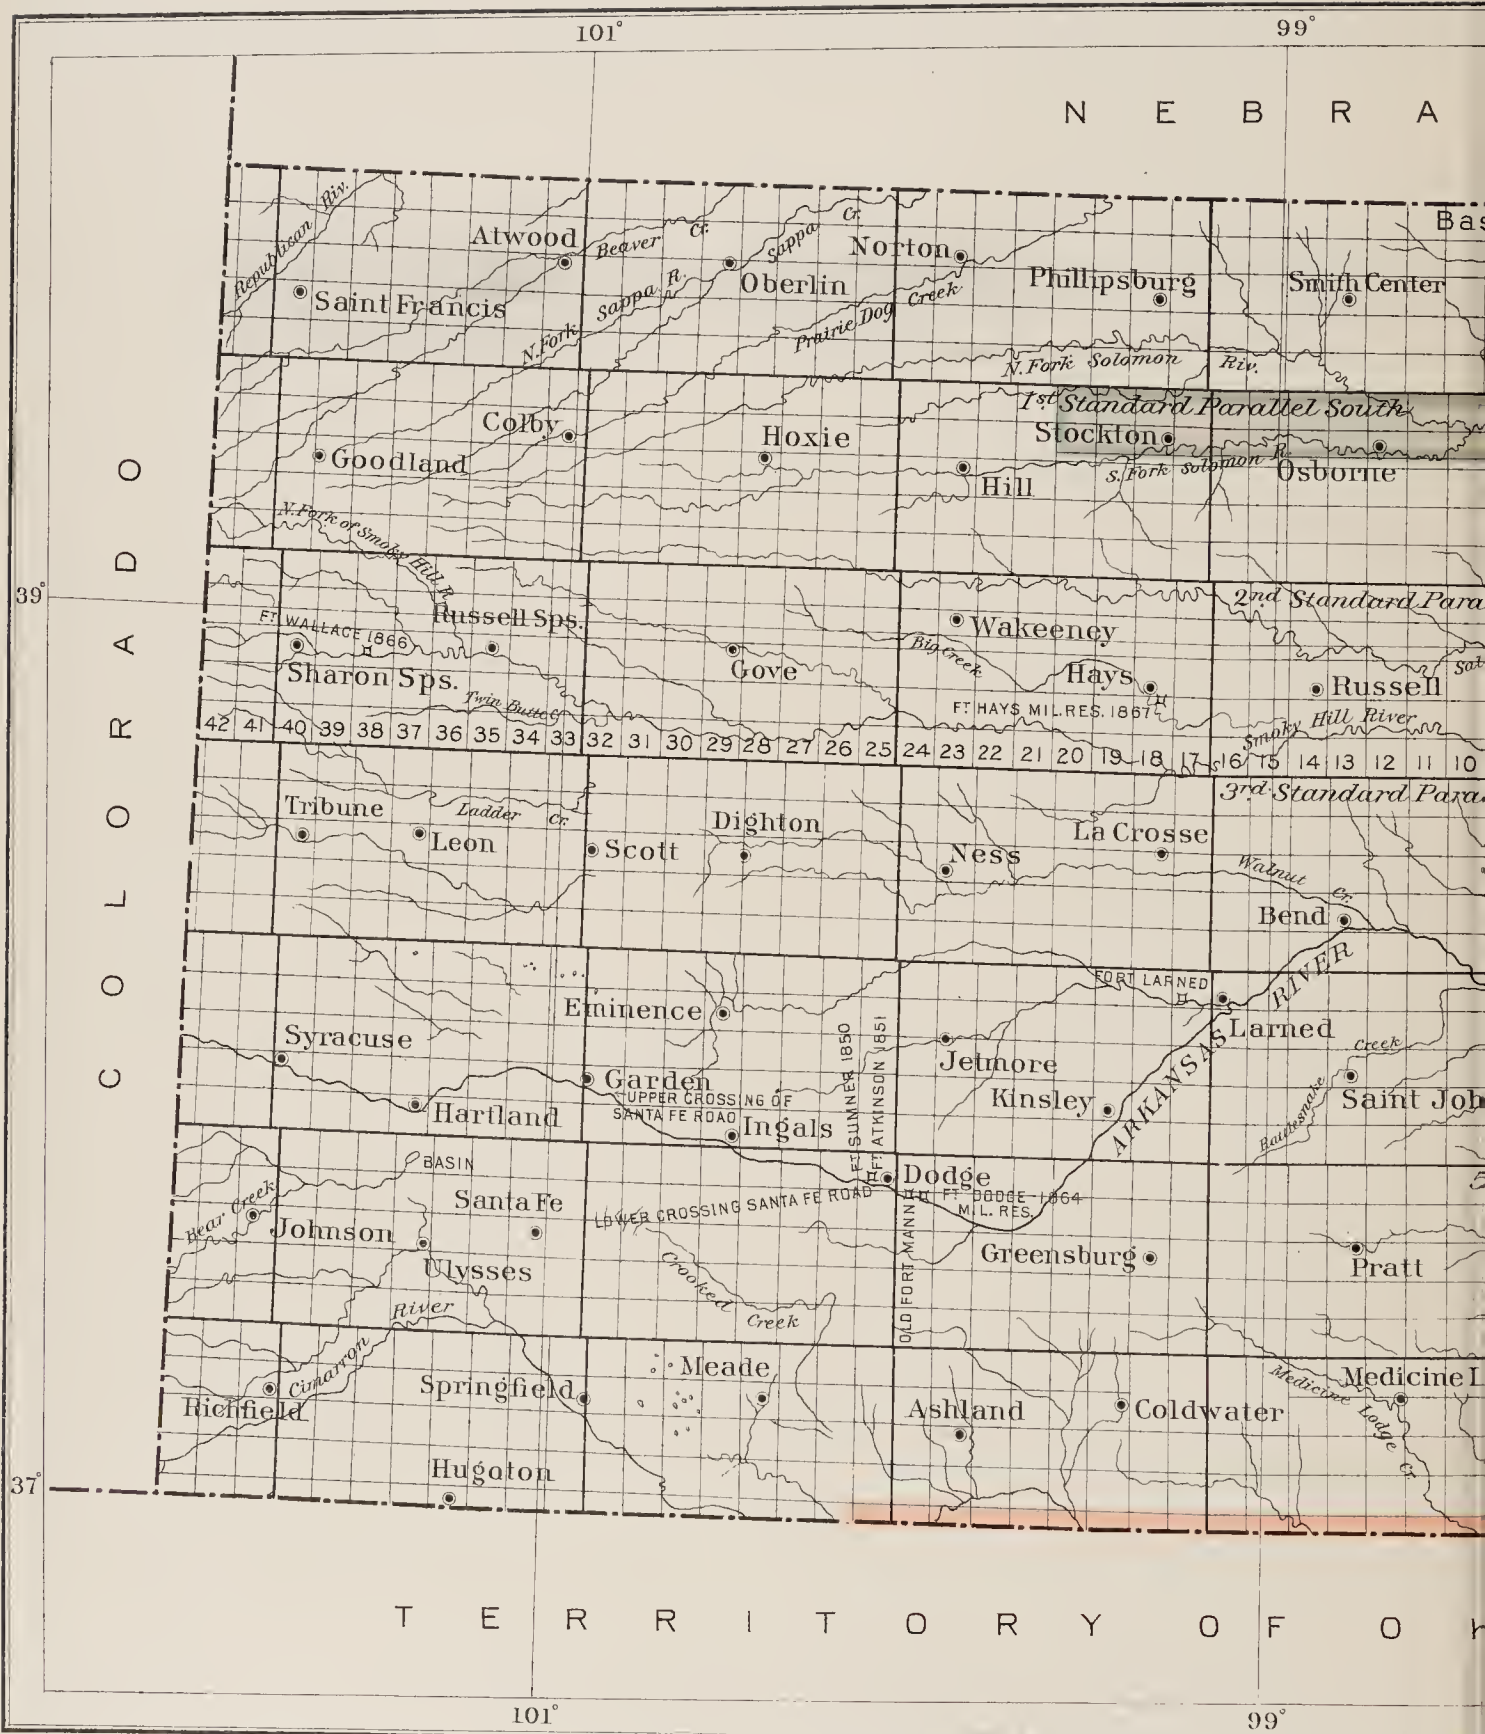 101°
99°
NEBRA
Bas
Republican Riv.
Atwood
Beaver Cr.
Sappa Cr.
Norton
Saint Francis
N. Fork Sappa R.
Oberlin
Prairie Dog Creek
Phillipsburg
Smith Center
N. Fork Solomon Riv.
1st Standard Parallel South
Colby
Hoxie
Stockton
Goodland
Hill
S. Fork Solomon R.
Osborne
COLORADO
N. Fork of Smoky Hill R.
39°
2nd Standard Para
FT. WALLACE 1866
Russell Sps.
Wakeeney
Sharon Sps.
Gove
Big Creek
Hays
Russell
Sal
Twin Butte C
FT. HAYS MIL. RES. 1867
Smoky Hill River
42 41 40 39 38 37 36 35 34 33 32 31 30 29 28 27 26 25 24 23 22 21 20 19 18 17 16 15 14 13 12 11 10
3rd Standard Para
Tribune
Ladder Cr.
Leon
Scott
Dighton
Ness
La Crosse
Walnut Cr.
Bend
Eminence
FORT LARNED
ARKANSAS RIVER
Larned
Syracuse
FT. SUMNER 1850
FT. ATKINSON 1851
Jetmore
Creek
Garden
Hartland
UPPER CROSSING OF
SANTA FE ROAD
Ingals
Kinsley
Rattlesnake
Saint Joh
BASIN
Dodge
5
Bear Creek
Santa Fe
LOWER CROSSING SANTA FE ROAD
FT. DODGE 1864
MIL. RES.
Johnson
Ulysses
Crooked Creek
OLD FORT MANN
Greensburg
Pratt
River
Cimarron
Richfield
Springfield
Meade
Ashland
Coldwater
Medicine L
Medicine Lodge Cr.
Hugoton
37°
TERRITORY OF O
101°
99°